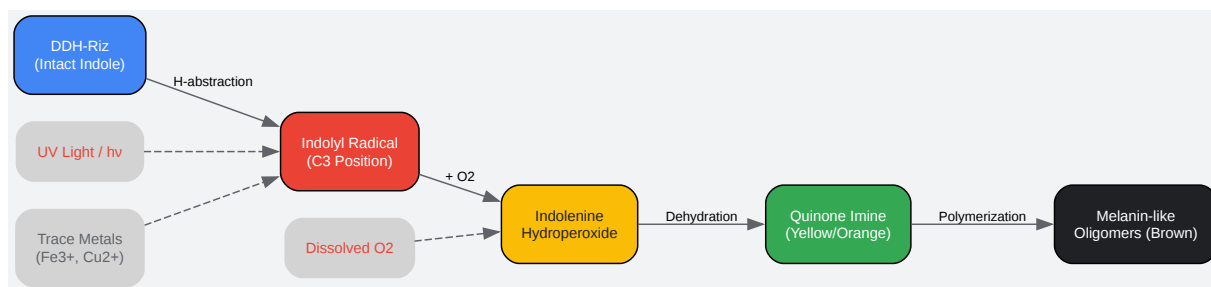 DDH-Riz
(Intact Indole)
H-abstraction
UV Light / hν
Indolyl Radical
(C3 Position)
+ O2
Trace Metals
(Fe3+, Cu2+)
Dissolved O2
Indolenine
Hydroperoxide
Dehydration
Quinone Imine
(Yellow/Orange)
Polymerization
Melanin-like
Oligomers (Brown)